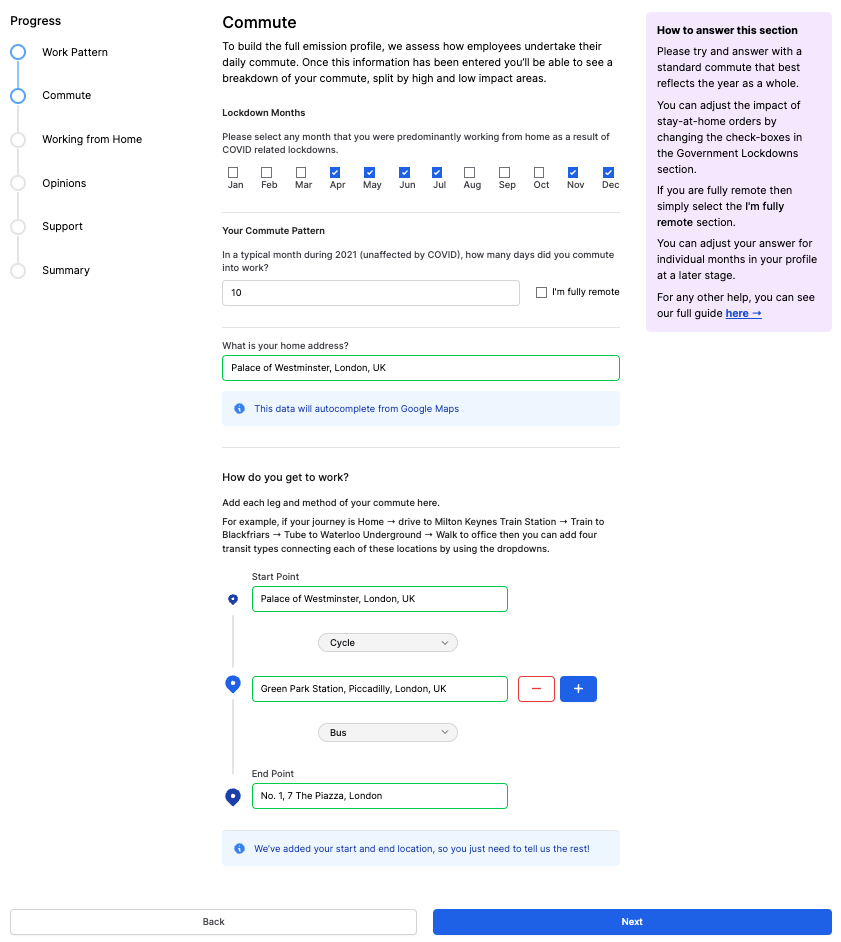 Progress
Work Pattern
Commute
Working from Home
Opinions
Support
Summary
Commute
To build the full emission profile, we assess how employees undertake their
daily commute. Once this information has been entered you'll be able to see a
breakdown of your commute, split by high and low impact areas.
Lockdown Months
Please select any month that you were predominantly working from home as a result of
COVID related lockdowns.
Jan Feb Mar Apr May Jun Jul Aug Sep Oct Nov Dec
Your Commute Pattern
In a typical month during 2021 (unaffected by COVID), how many days did you commute
into work?
10
I'm fully remote
What is your home address?
Palace of Westminster, London, UK
This data will autocomplete from Google Maps
How do you get to work?
Add each leg and method of your commute here.
For example, if your journey is Home → drive to Milton Keynes Train Station → Train to
Blackfriars → Tube to Waterloo Underground → Walk to office then you can add four
transit types connecting each of these locations by using the dropdowns.
Start Point
Palace of Westminster, London, UK
Cycle
Green Park Station, Piccadilly, London, UK
− +
Bus
End Point
No. 1, 7 The Piazza, London
We've added your start and end location, so you just need to tell us the rest!
How to answer this section
Please try and answer with a
standard commute that best
reflects the year as a whole.
You can adjust the impact of
stay-at-home orders by
changing the check-boxes in
the Government Lockdowns
section.
If you are fully remote then
simply select the I'm fully
remote section.
You can adjust your answer for
individual months in your profile
at a later stage.
For any other help, you can see
our full guide here →
Back
Next